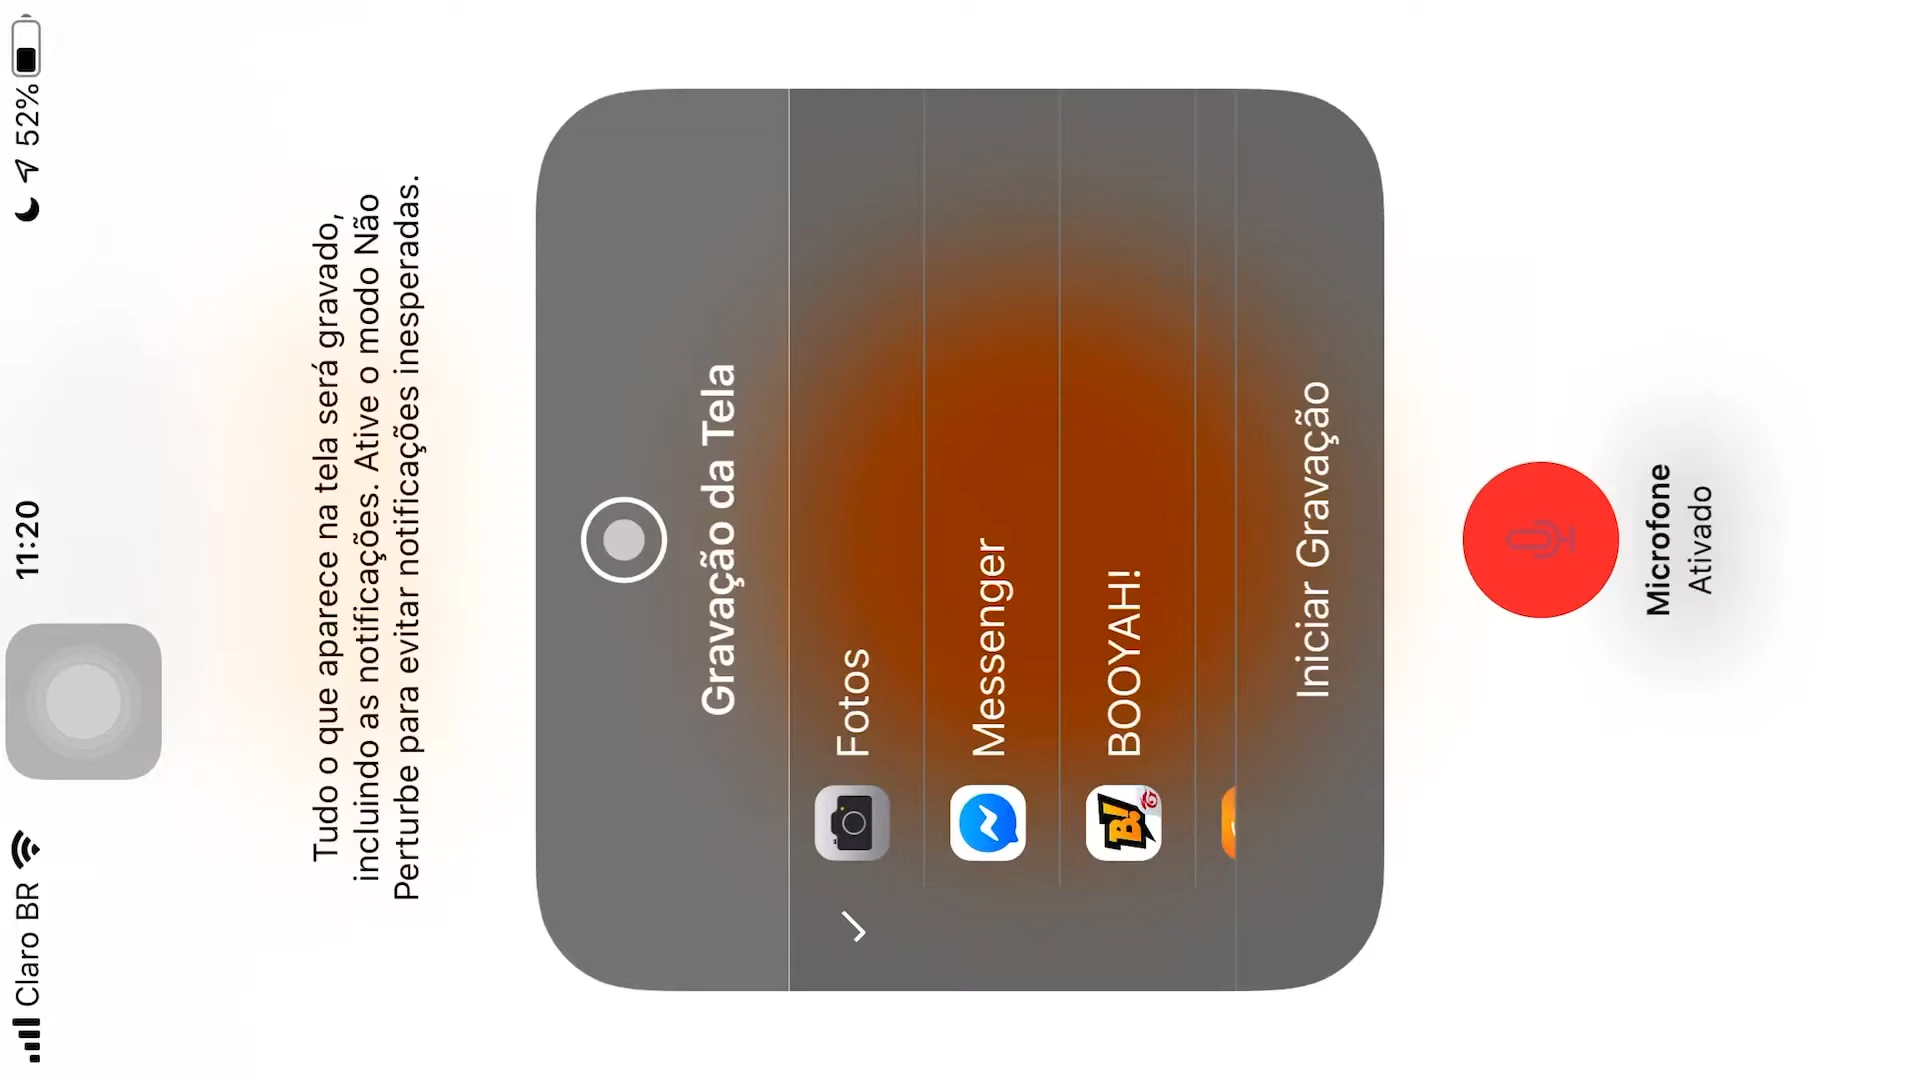 Claro BR
11:20
52%
Tudo o que aparece na tela será gravado,
incluindo as notificações. Ative o modo Não
Perturbe para evitar notificações inesperadas.
Gravação da Tela
Fotos
Messenger
B!
BOOYAH!
Iniciar Gravação
Microfone
Ativado